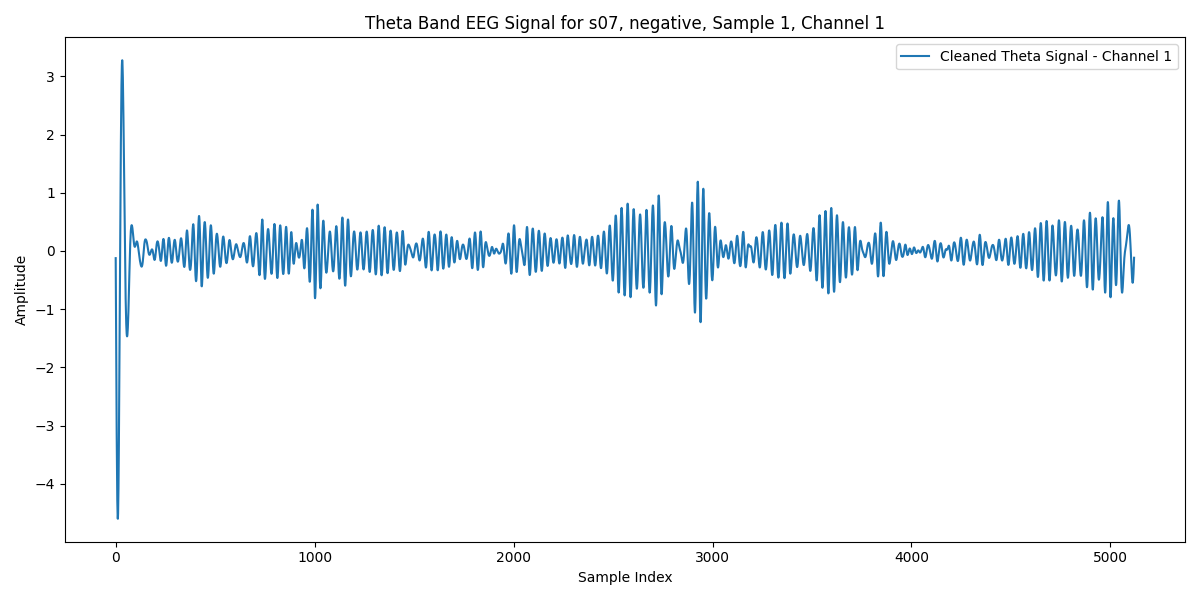 Theta Band EEG Signal for s07, negative, Sample 1, Channel 1
Cleaned Theta Signal - Channel 1
3
2
1
0
−1
−2
−3
−4
Amplitude
0 1000 2000 3000 4000 5000
Sample Index